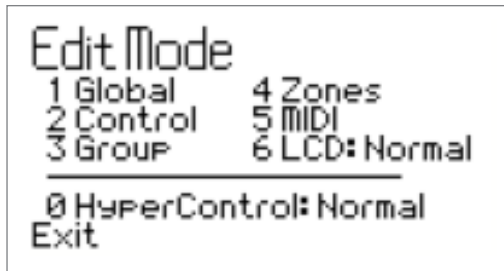 Edit Mode
1 Global 4 Zones
2 Control 5 MIDI
3 Group 6 LCD: Normal
0 HyperControl: Normal
Exit